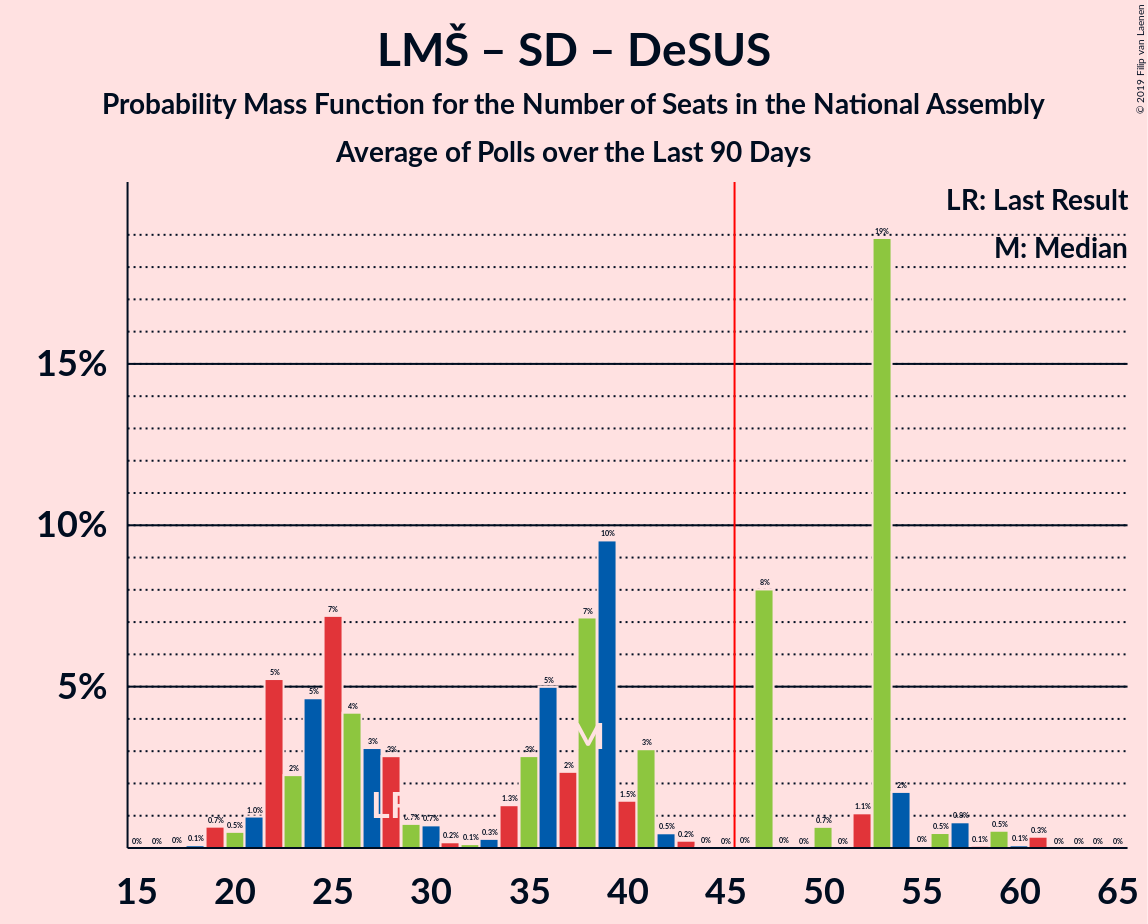 LMŠ – SD – DeSUS
Probability Mass Function for the Number of Seats in the National Assembly
Average of Polls over the Last 90 Days
© 2019 Filip van Laenen
LR: Last Result
M: Median
15%
10%
5%
0% 0% 0% 0.1% 0.7% 0.5% 1.0% 5% 2% 5% 7% 4% 3% 3% 0.7% 0.7% 0.2% 0.1% 0.3% 1.3% 3% 5% 2% 7% 10% 1.5% 3% 0.5% 0.2% 0% 0% 0% 8% 0% 0% 0.7% 0% 1.1% 19% 2% 0% 0.5% 0.8% 0.1% 0.5% 0.1% 0.3% 0% 0% 0% 0%
LR
M
15 20 25 30 35 40 45 50 55 60 65